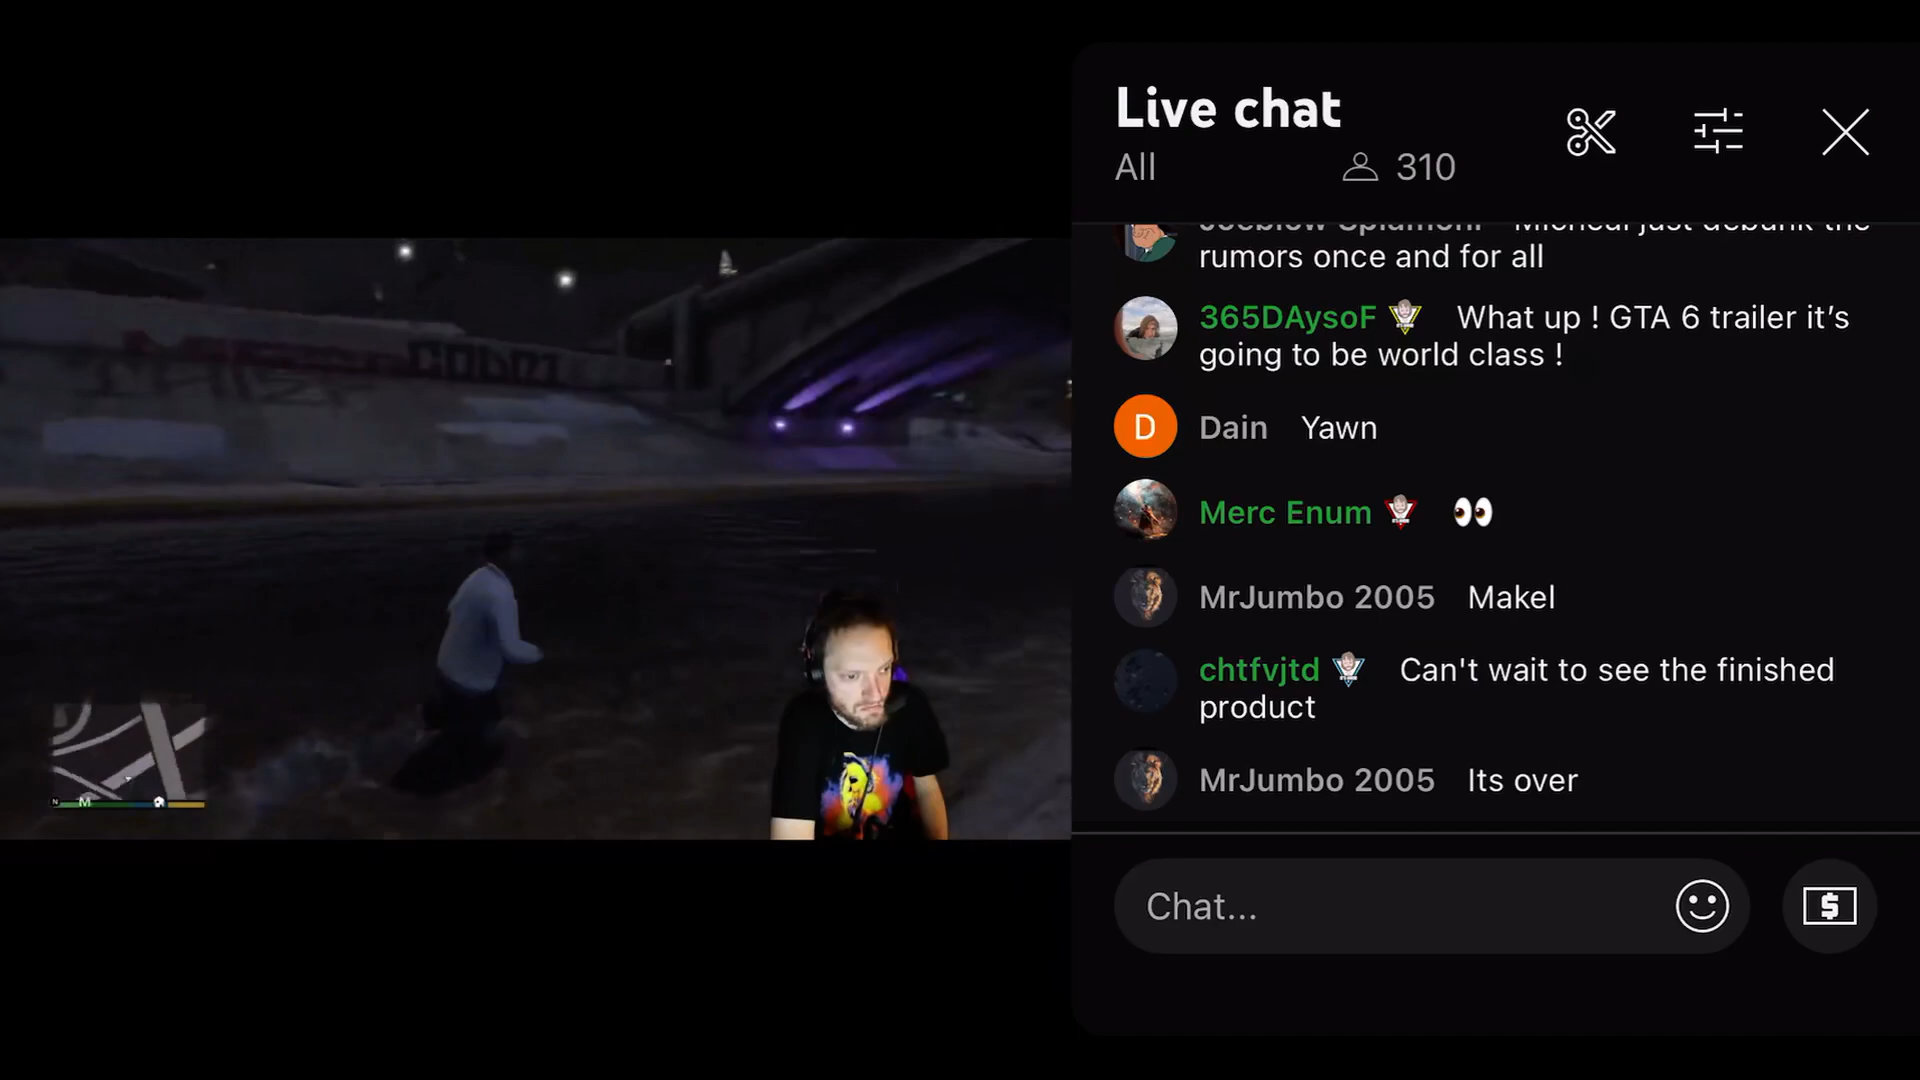 Live chat
All 310
rumors once and for all
365DAysoF What up ! GTA 6 trailer it’s
going to be world class !
D Dain Yawn
Merc Enum 👀
MrJumbo 2005 Makel
chtfvjtd Can't wait to see the finished
product
MrJumbo 2005 Its over
Chat...
N M